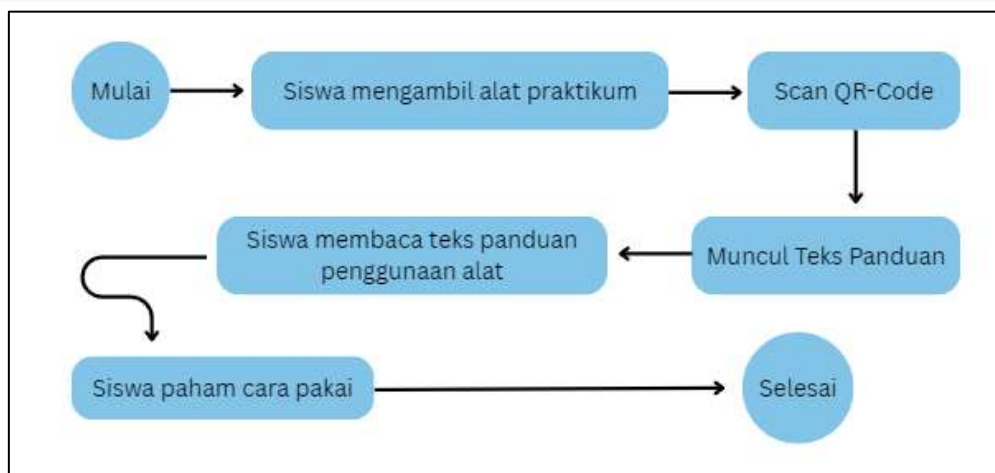 Mulai
Siswa mengambil alat praktikum
Scan QR-Code
Muncul Teks Panduan
Siswa membaca teks panduan
penggunaan alat
Siswa paham cara pakai
Selesai